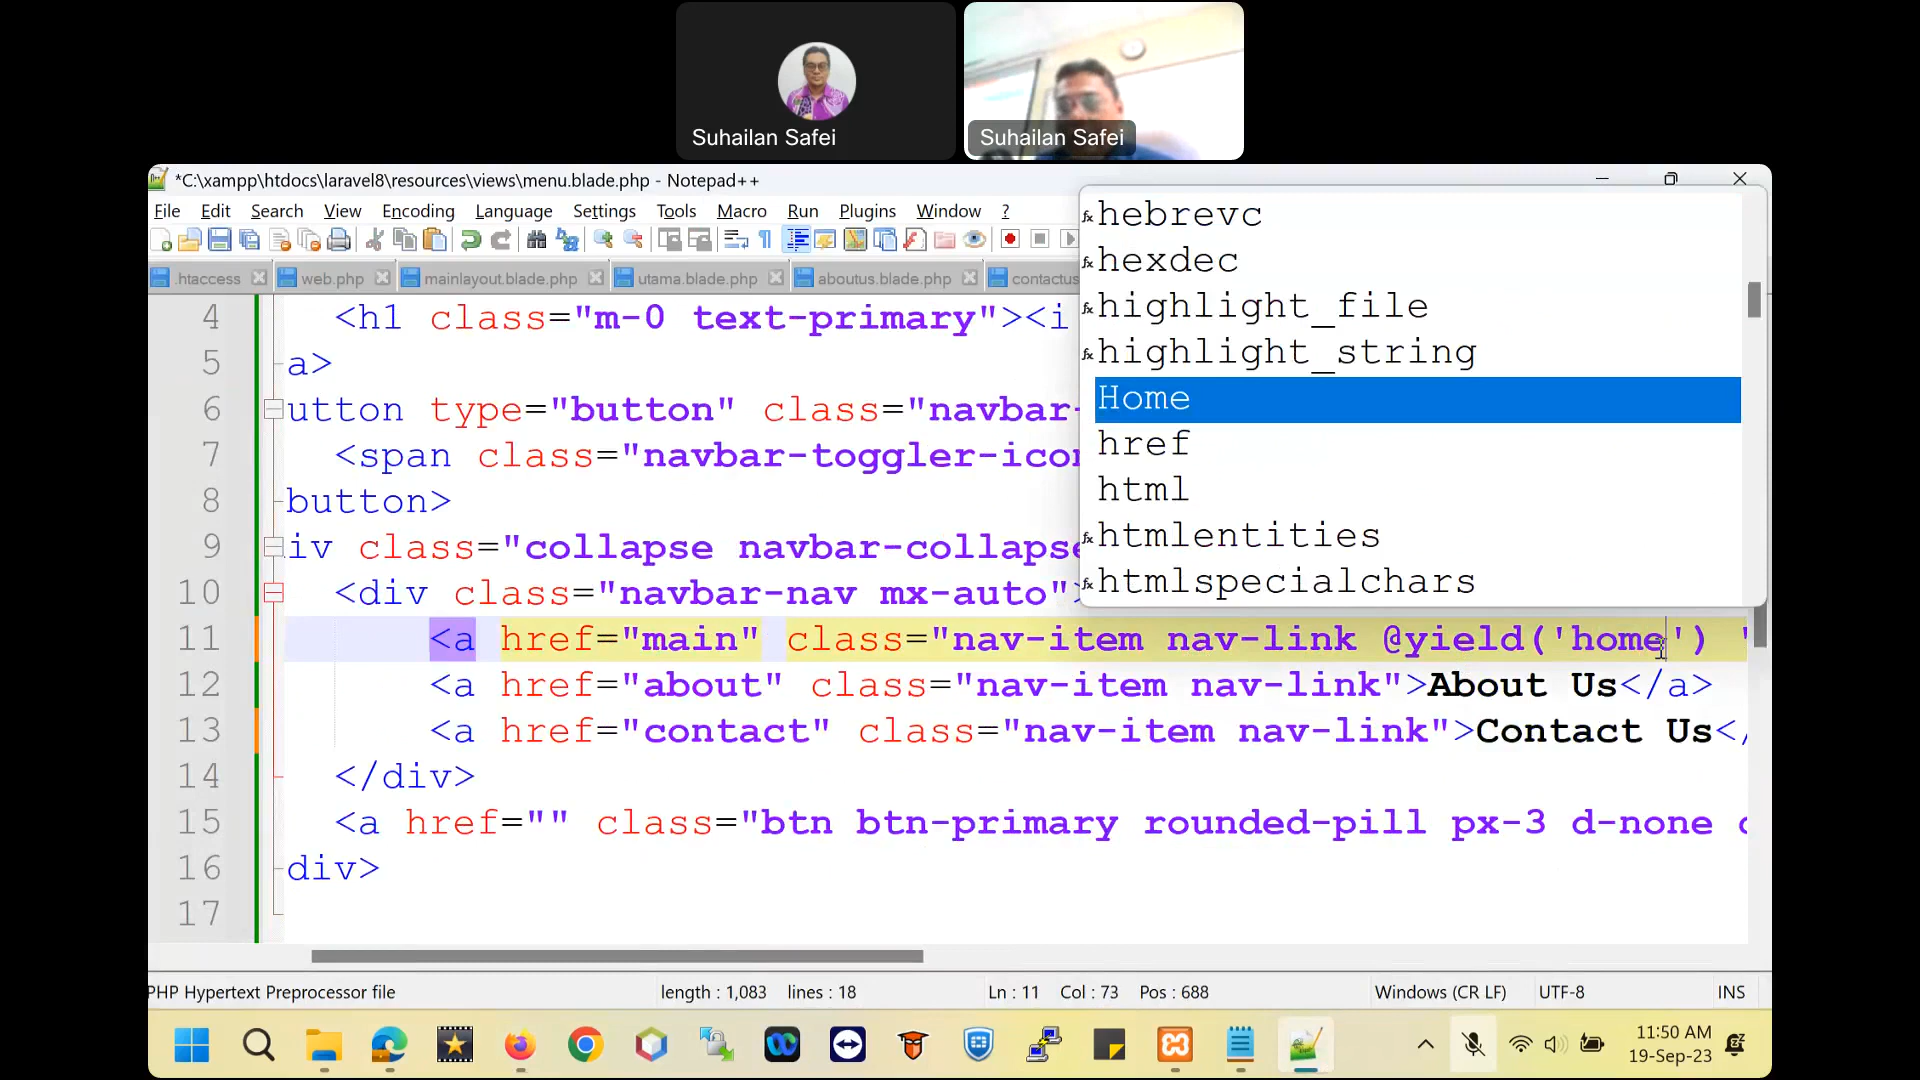 Suhailan Safei
Suhailan Safei
*C:\xampp\htdocs\laravel8\resources\views\menu.blade.php - Notepad++
File Edit Search View Encoding Language Settings Tools Macro Run Plugins Window ?
.htaccess web.php mainlayout.blade.php utama.blade.php aboutus.blade.php contactus
hebrevc
hexdec
highlight_file
highlight_string
Home
href
html
htmlentities
htmlspecialchars
4 <h1 class="m-0 text-primary"><i
5 a>
6 utton type="button" class="navbar-
7 <span class="navbar-toggler-icon
8 button>
9 iv class="collapse navbar-collapse
10 <div class="navbar-nav mx-auto">
11 <a href="main" class="nav-item nav-link @yield('home') "
12 <a href="about" class="nav-item nav-link">About Us</a>
13 <a href="contact" class="nav-item nav-link">Contact Us</
14 </div>
15 <a href="" class="btn btn-primary rounded-pill px-3 d-none
16 div>
17
PHP Hypertext Preprocessor file length : 1,083 lines : 18 Ln : 11 Col : 73 Pos : 688 Windows (CR LF) UTF-8 INS
11:50 AM
19-Sep-23